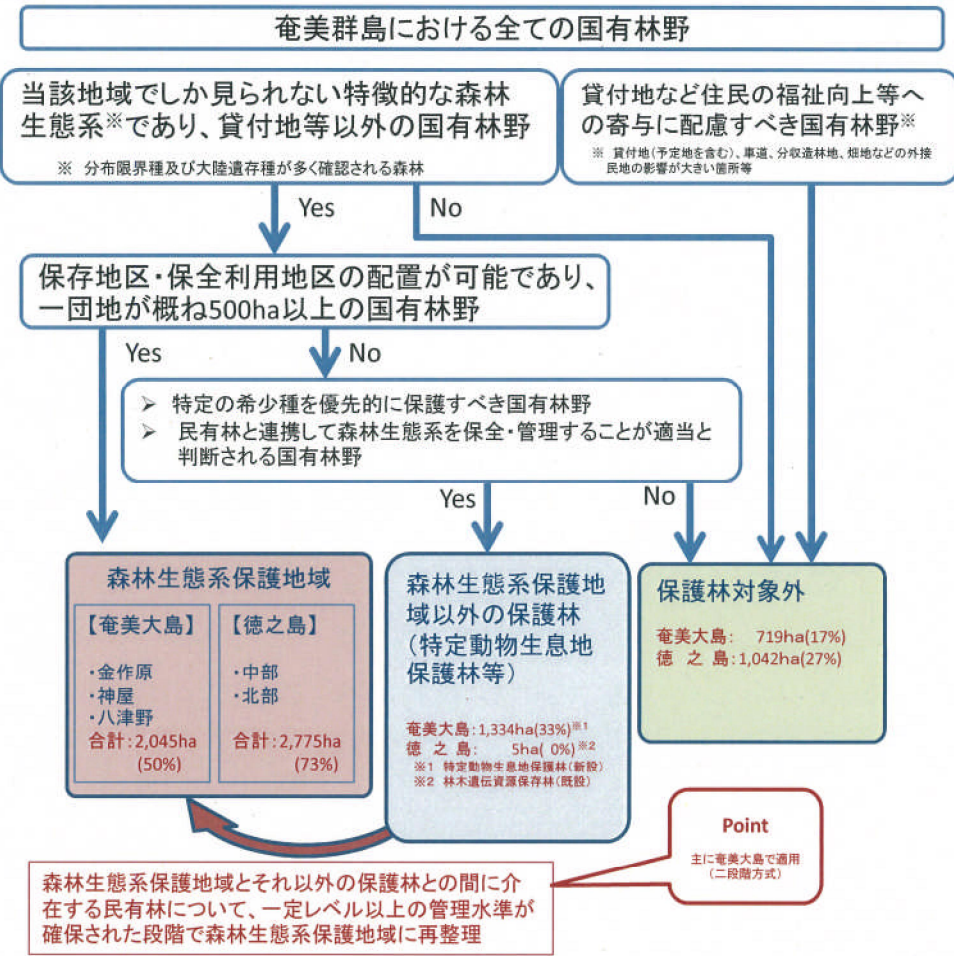 奄美群島における全ての国有林野
当該地域でしか見られない特徴的な森林
生態系※であり、貸付地等以外の国有林野
※ 分布限界種及び大陸遺存種が多く確認される森林
貸付地など住民の福祉向上等へ
の寄与に配慮すべき国有林野※
※ 貸付地(予定地を含む)、車道、分収造林地、畑地などの外接
民地の影響が大きい箇所等
Yes
No
保存地区・保全利用地区の配置が可能であり、
一団地が概ね500ha以上の国有林野
Yes
No
➢ 特定の希少種を優先的に保護すべき国有林野
➢ 民有林と連携して森林生態系を保全・管理することが適当と
判断される国有林野
Yes
No
森林生態系保護地域
【奄美大島】
・金作原
・神屋
・八津野
合計:2,045ha
(50%)
【徳之島】
・中部
・北部
合計:2,775ha
(73%)
森林生態系保護地
域以外の保護林
(特定動物生息地
保護林等)
奄美大島:1,334ha(33%)※1
徳之島: 5ha( 0%)※2
※1 特定動物生息地保護林(新設)
※2 林木遺伝資源保存林(既設)
保護林対象外
奄美大島: 719ha(17%)
徳之島:1,042ha(27%)
Point
主に奄美大島で適用
(二段階方式)
森林生態系保護地域とそれ以外の保護林との間に介
在する民有林について、一定レベル以上の管理水準が
確保された段階で森林生態系保護地域に再整理